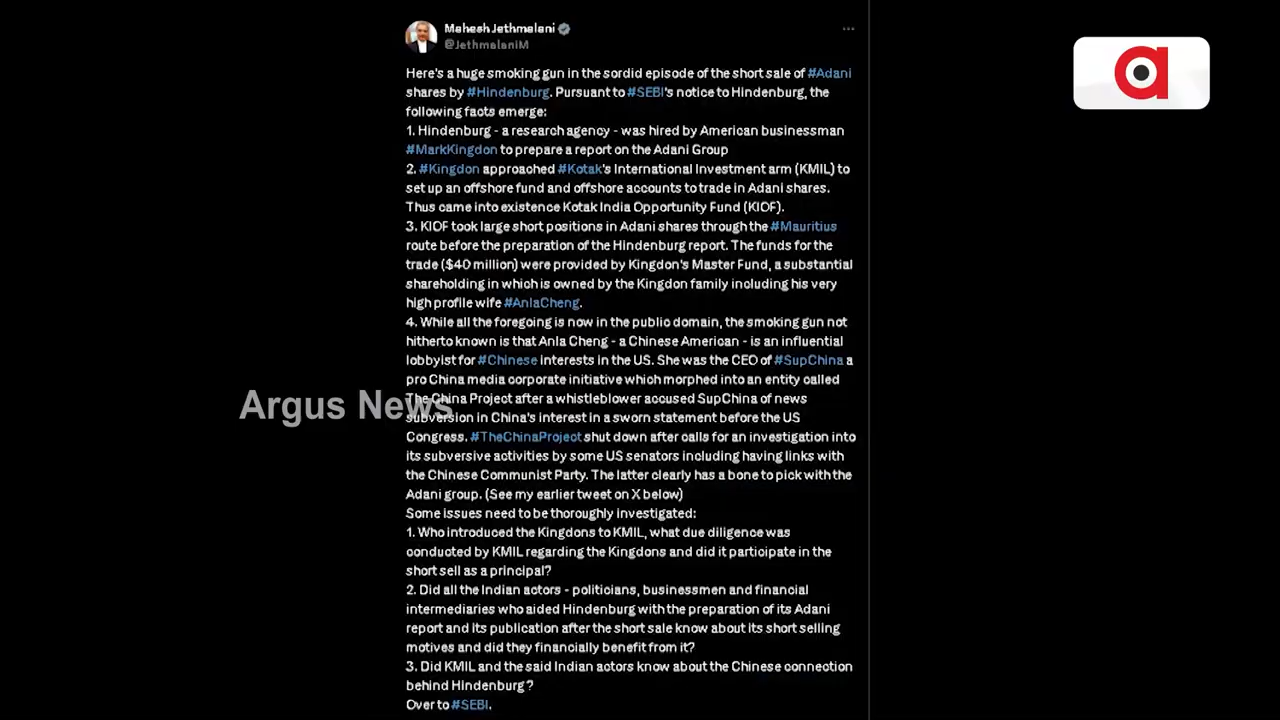 Mahesh Jethmalani
@JethmalaniM
Here's a huge smoking gun in the sordid episode of the short sale of #Adani
shares by #Hindenburg. Pursuant to #SEBI's notice to Hindenburg, the
following facts emerge:
1. Hindenburg - a research agency - was hired by American businessman
#MarkKingdon to prepare a report on the Adani Group
2. #Kingdon approached #Kotak's International Investment arm (KMIL) to
set up an offshore fund and offshore accounts to trade in Adani shares.
Thus came into existence Kotak India Opportunity Fund (KIOF).
3. KIOF took large short positions in Adani shares through the #Mauritius
route before the preparation of the Hindenburg report. The funds for the
trade ($40 million) were provided by Kingdon's Master Fund, a substantial
shareholding in which is owned by the Kingdon family including his very
high profile wife #AnlaCheng.
4. While all the foregoing is now in the public domain, the smoking gun not
hitherto known is that Anla Cheng - a Chinese American - is an influential
lobbyist for #Chinese interests in the US. She was the CEO of #SupChina a
pro China media corporate initiative which morphed into an entity called
The China Project after a whistleblower accused SupChina of news
subversion in China's interest in a sworn statement before the US
Congress. #TheChinaProject shut down after calls for an investigation into
its subversive activities by some US senators including having links with
the Chinese Communist Party. The latter clearly has a bone to pick with the
Adani group. (See my earlier tweet on X below)
Some issues need to be thoroughly investigated:
1. Who introduced the Kingdons to KMIL, what due diligence was
conducted by KMIL regarding the Kingdons and did it participate in the
short sell as a principal?
2. Did all the Indian actors - politicians, businessmen and financial
intermediaries who aided Hindenburg with the preparation of its Adani
report and its publication after the short sale know about its short selling
motives and did they financially benefit from it?
3. Did KMIL and the said Indian actors know about the Chinese connection
behind Hindenburg?
Over to #SEBI.
Argus News
a